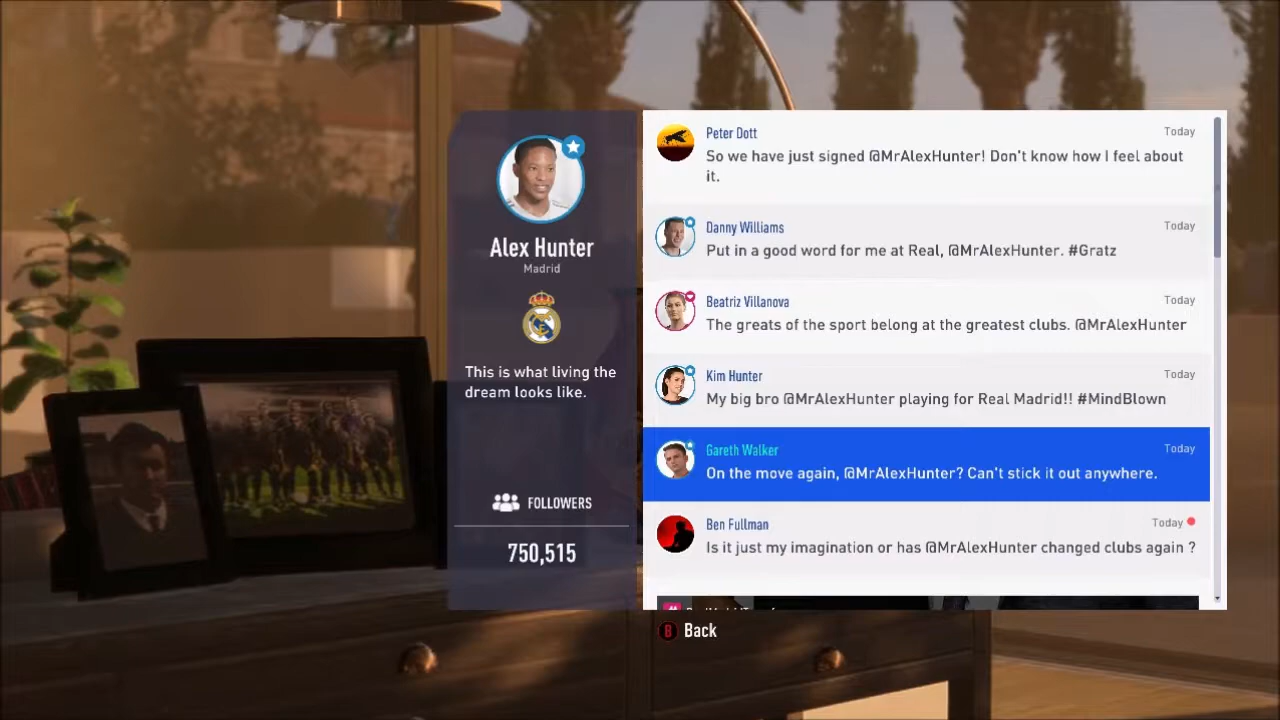 Alex Hunter
Madrid
This is what living the
dream looks like.
FOLLOWERS
750,515
Peter Dott
Today
So we have just signed @MrAlexHunter! Don't know how I feel about
it.
Danny Williams
Today
Put in a good word for me at Real, @MrAlexHunter. #Gratz
Beatriz Villanova
Today
The greats of the sport belong at the greatest clubs. @MrAlexHunter
Kim Hunter
Today
My big bro @MrAlexHunter playing for Real Madrid!! #MindBlown
Gareth Walker
Today
On the move again, @MrAlexHunter? Can't stick it out anywhere.
Ben Fullman
Today
Is it just my imagination or has @MrAlexHunter changed clubs again ?
B Back